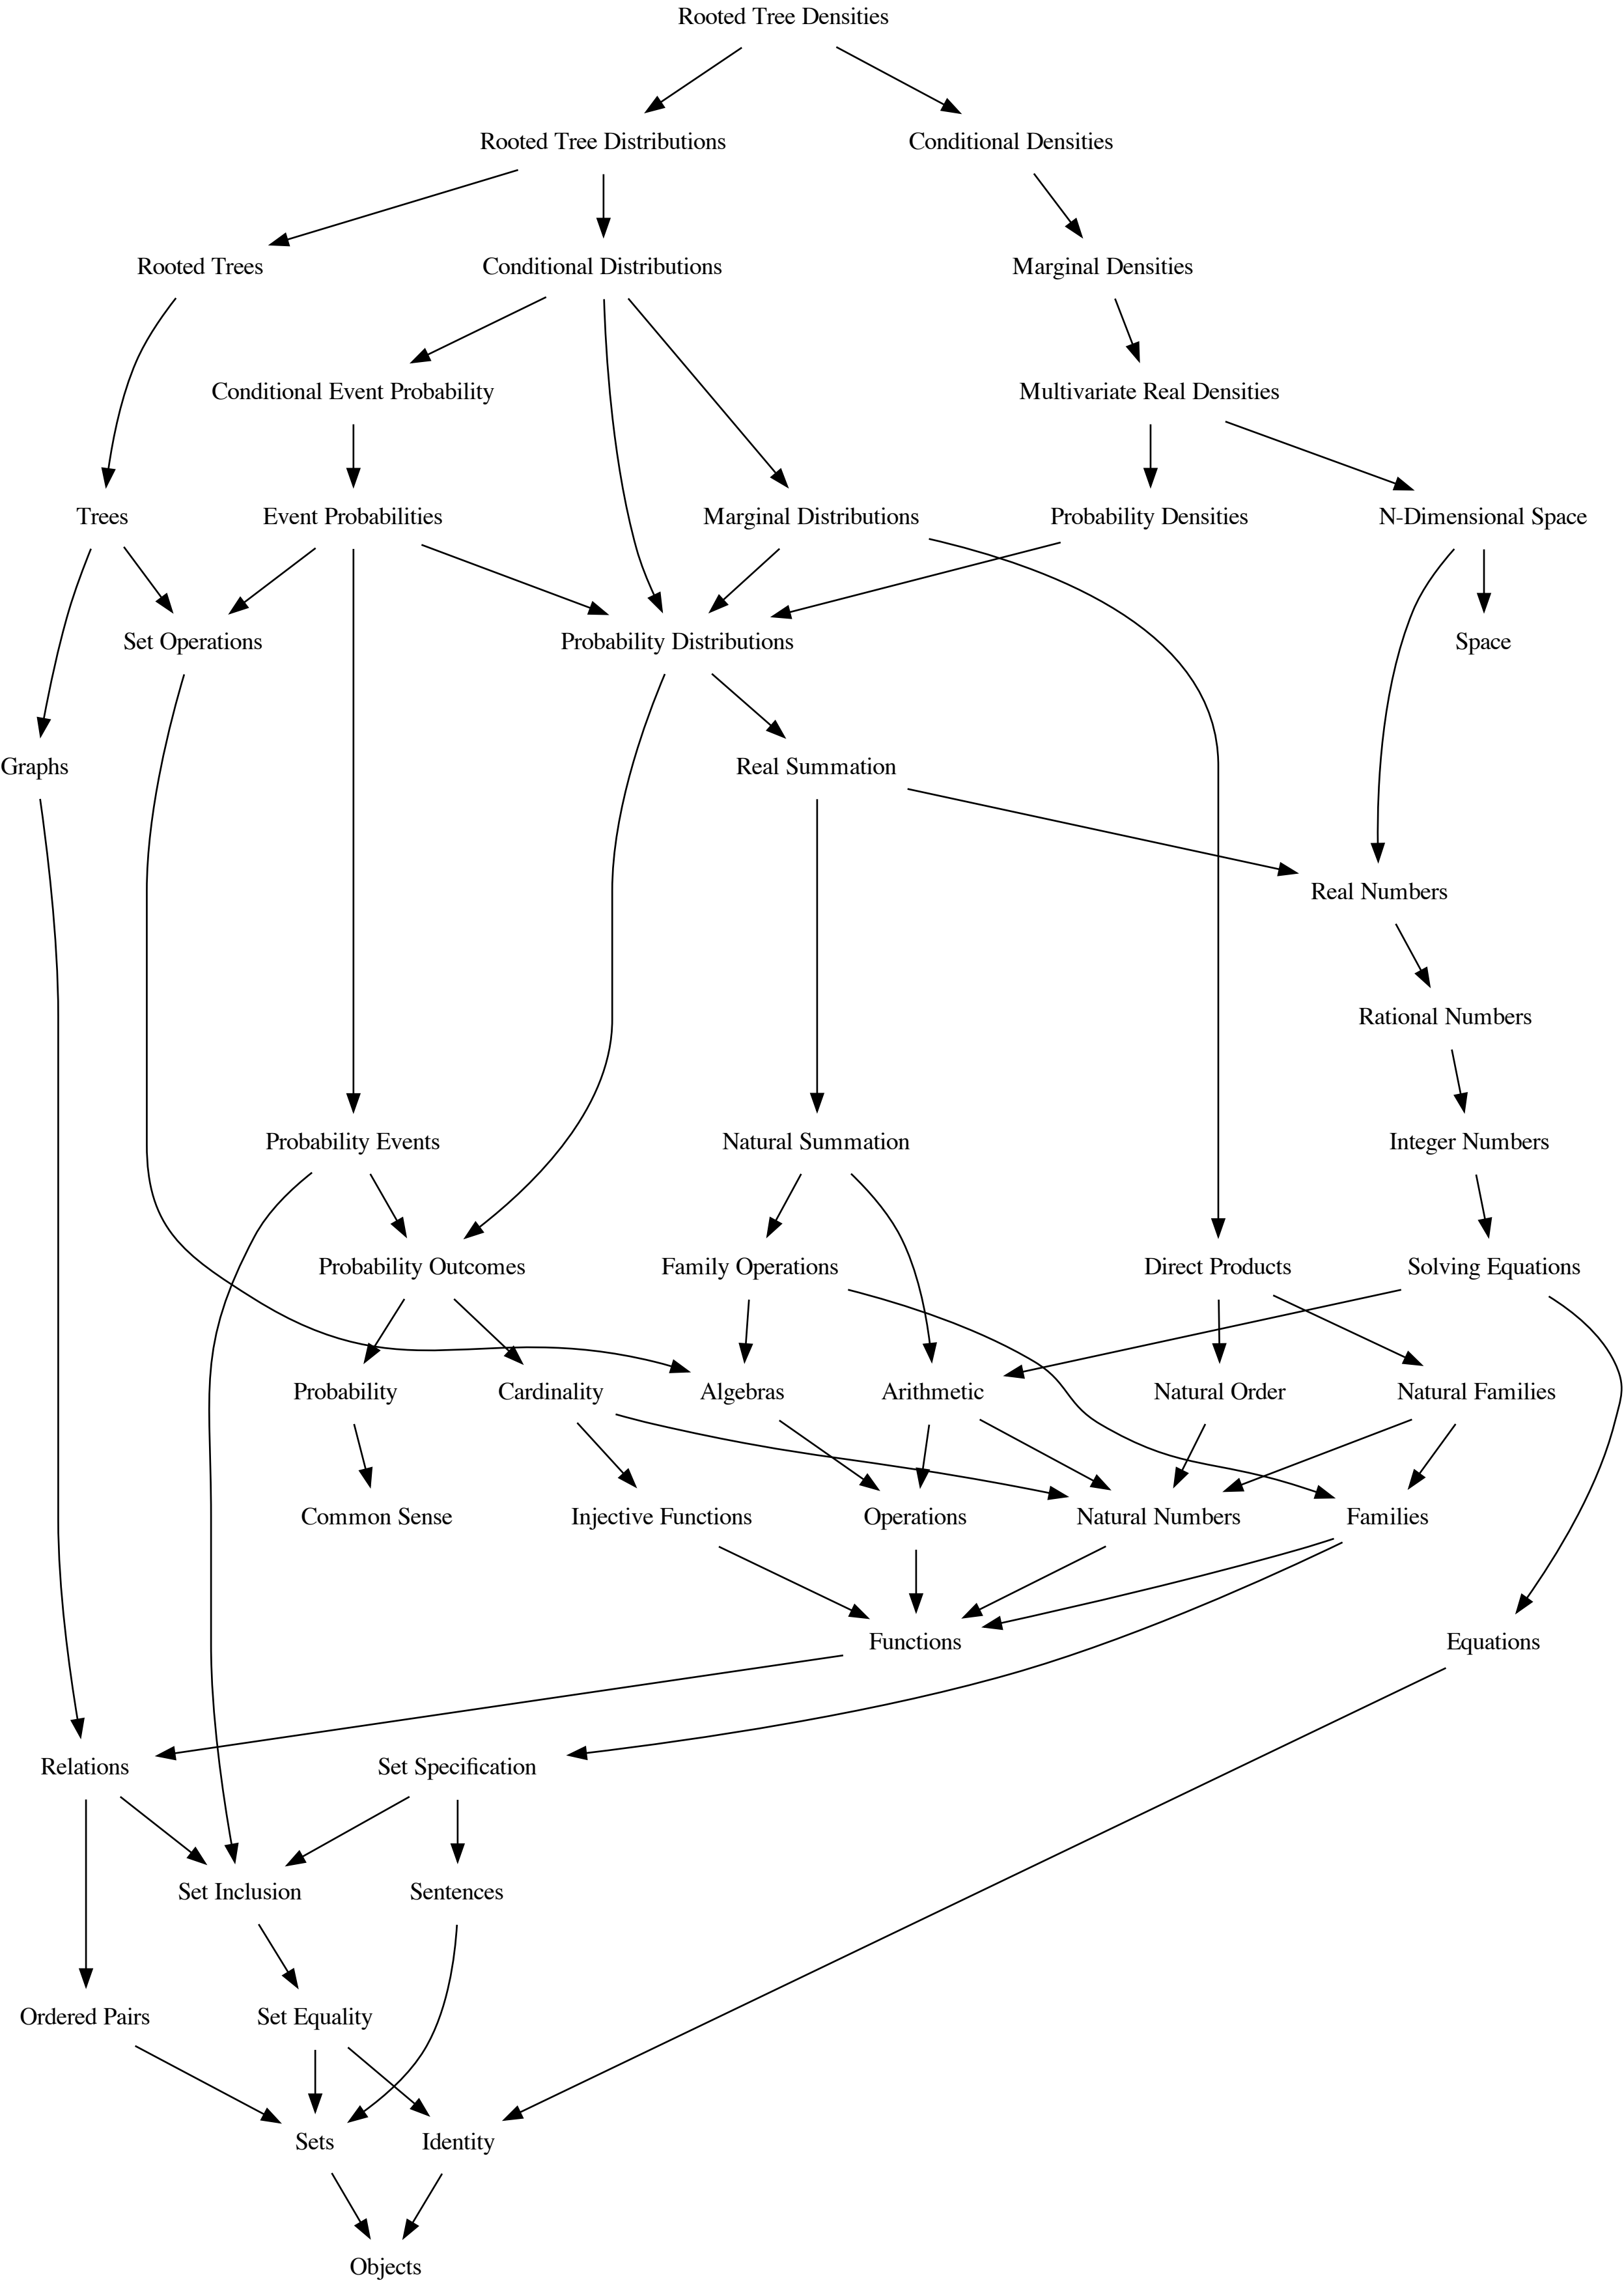 Rooted Tree Densities
Rooted Tree Distributions
Conditional Densities
Rooted Trees
Conditional Distributions
Marginal Densities
Conditional Event Probability
Multivariate Real Densities
Trees
Event Probabilities
Marginal Distributions
Probability Densities
N-Dimensional Space
Set Operations
Probability Distributions
Space
Graphs
Real Summation
Real Numbers
Rational Numbers
Probability Events
Natural Summation
Integer Numbers
Probability Outcomes
Family Operations
Direct Products
Solving Equations
Probability
Cardinality
Algebras
Arithmetic
Natural Order
Natural Families
Common Sense
Injective Functions
Operations
Natural Numbers
Families
Functions
Equations
Relations
Set Specification
Set Inclusion
Sentences
Ordered Pairs
Set Equality
Sets
Identity
Objects